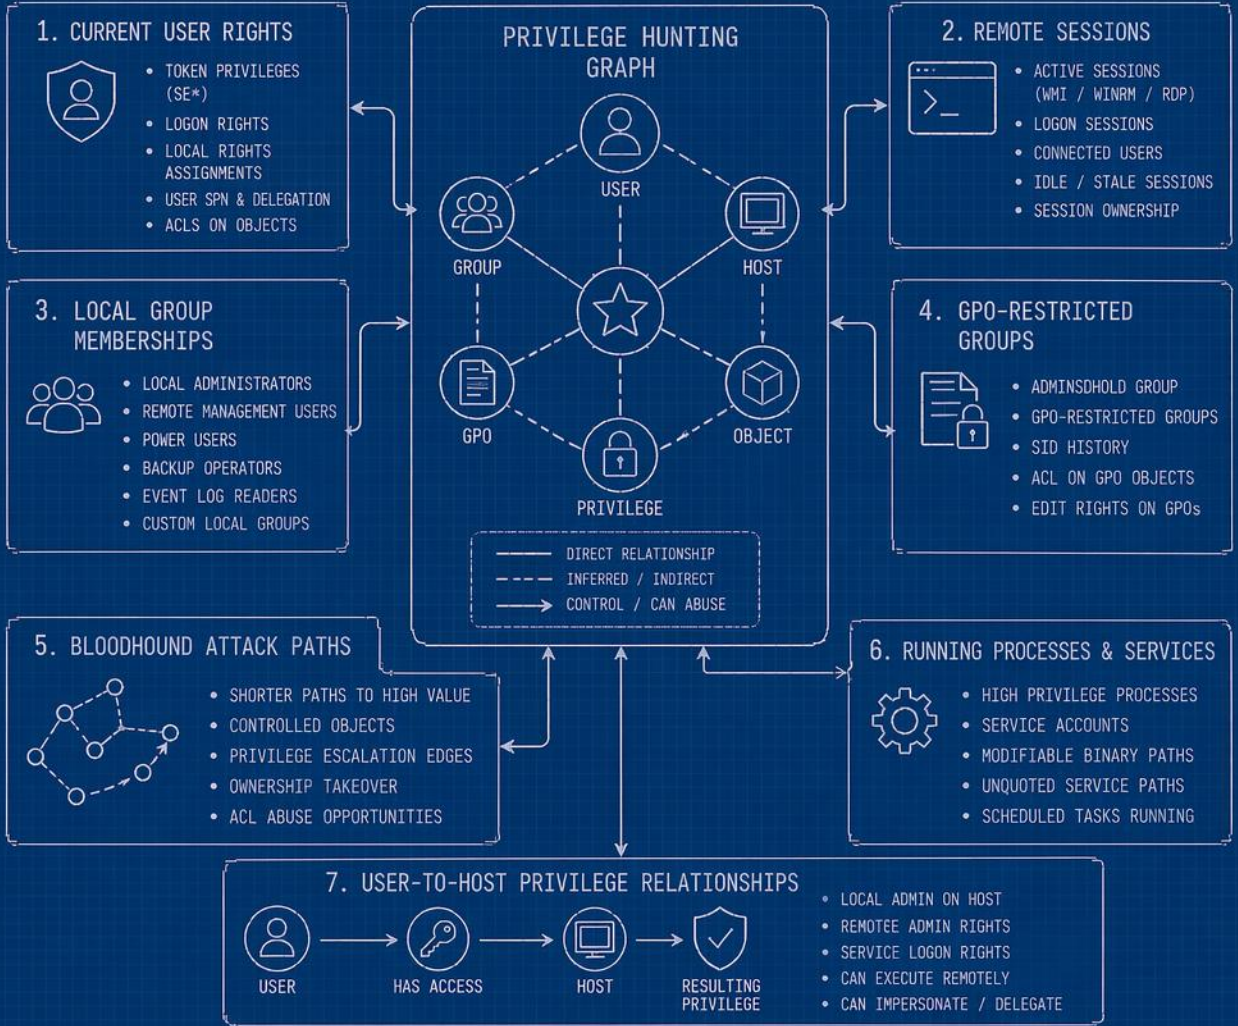 1. CURRENT USER RIGHTS
• TOKEN PRIVILEGES
(SE*)
• LOGON RIGHTS
• LOCAL RIGHTS
ASSIGNMENTS
• USER SPN & DELEGATION
• ACLS ON OBJECTS
PRIVILEGE HUNTING
GRAPH
USER
GROUP
HOST
GPO
OBJECT
PRIVILEGE
DIRECT RELATIONSHIP
INFERRED / INDIRECT
CONTROL / CAN ABUSE
2. REMOTE SESSIONS
• ACTIVE SESSIONS
(WMI / WINRM / RDP)
• LOGON SESSIONS
• CONNECTED USERS
• IDLE / STALE SESSIONS
• SESSION OWNERSHIP
3. LOCAL GROUP
MEMBERSHIPS
• LOCAL ADMINISTRATORS
• REMOTE MANAGEMENT USERS
• POWER USERS
• BACKUP OPERATORS
• EVENT LOG READERS
• CUSTOM LOCAL GROUPS
4. GPO-RESTRICTED
GROUPS
• ADMINSDHOLD GROUP
• GPO-RESTRICTED GROUPS
• SID HISTORY
• ACL ON GPO OBJECTS
• EDIT RIGHTS ON GPOs
5. BLOODHOUND ATTACK PATHS
• SHORTER PATHS TO HIGH VALUE
• CONTROLLED OBJECTS
• PRIVILEGE ESCALATION EDGES
• OWNERSHIP TAKEOVER
• ACL ABUSE OPPORTUNITIES
6. RUNNING PROCESSES & SERVICES
• HIGH PRIVILEGE PROCESSES
• SERVICE ACCOUNTS
• MODIFIABLE BINARY PATHS
• UNQUOTED SERVICE PATHS
• SCHEDULED TASKS RUNNING
7. USER-TO-HOST PRIVILEGE RELATIONSHIPS
USER
HAS ACCESS
HOST
RESULTING
PRIVILEGE
• LOCAL ADMIN ON HOST
• REMOTEE ADMIN RIGHTS
• SERVICE LOGON RIGHTS
• CAN EXECUTE REMOTELY
• CAN IMPERSONATE / DELEGATE